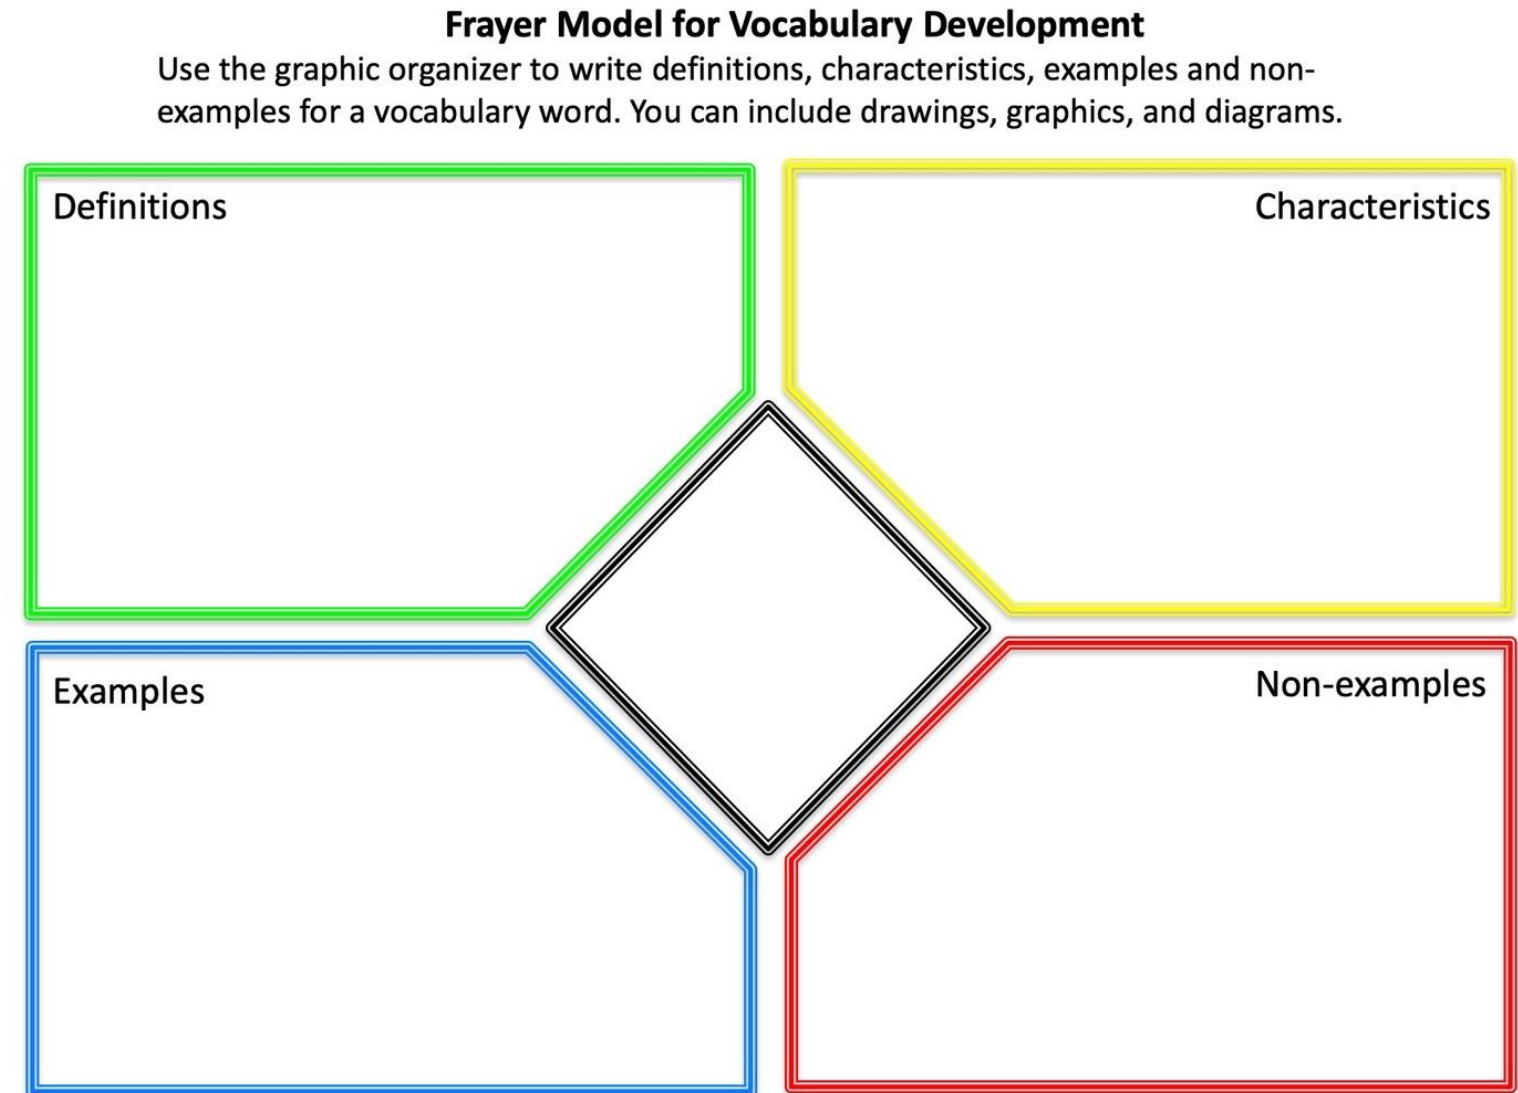 Frayer Model for Vocabulary Development
Use the graphic organizer to write definitions, characteristics, examples and non-
examples for a vocabulary word. You can include drawings, graphics, and diagrams.
Definitions
Characteristics
Examples
Non-examples